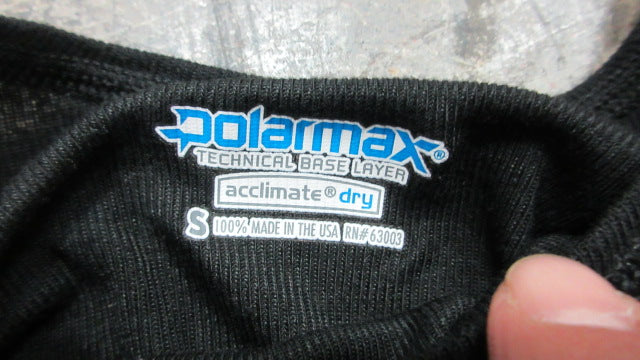 polarmax®
TECHNICAL BASE LAYER
acclimate® dry
S 100% MADE IN THE USA RN#63003